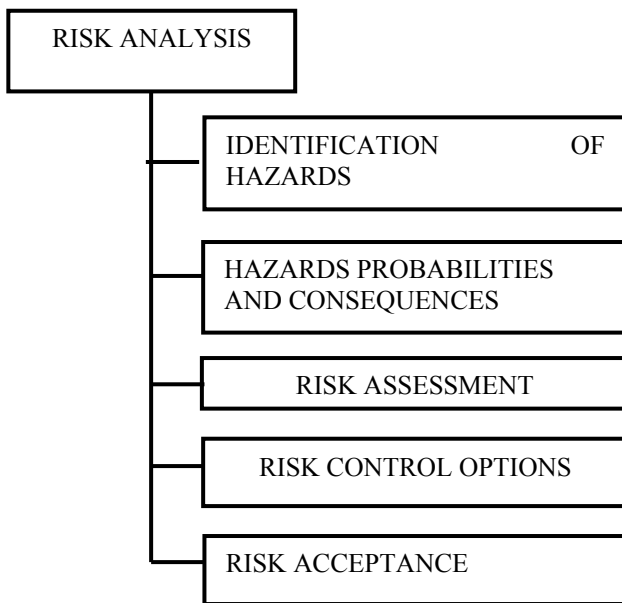 RISK ANALYSIS
IDENTIFICATION OF
HAZARDS
HAZARDS PROBABILITIES
AND CONSEQUENCES
RISK ASSESSMENT
RISK CONTROL OPTIONS
RISK ACCEPTANCE